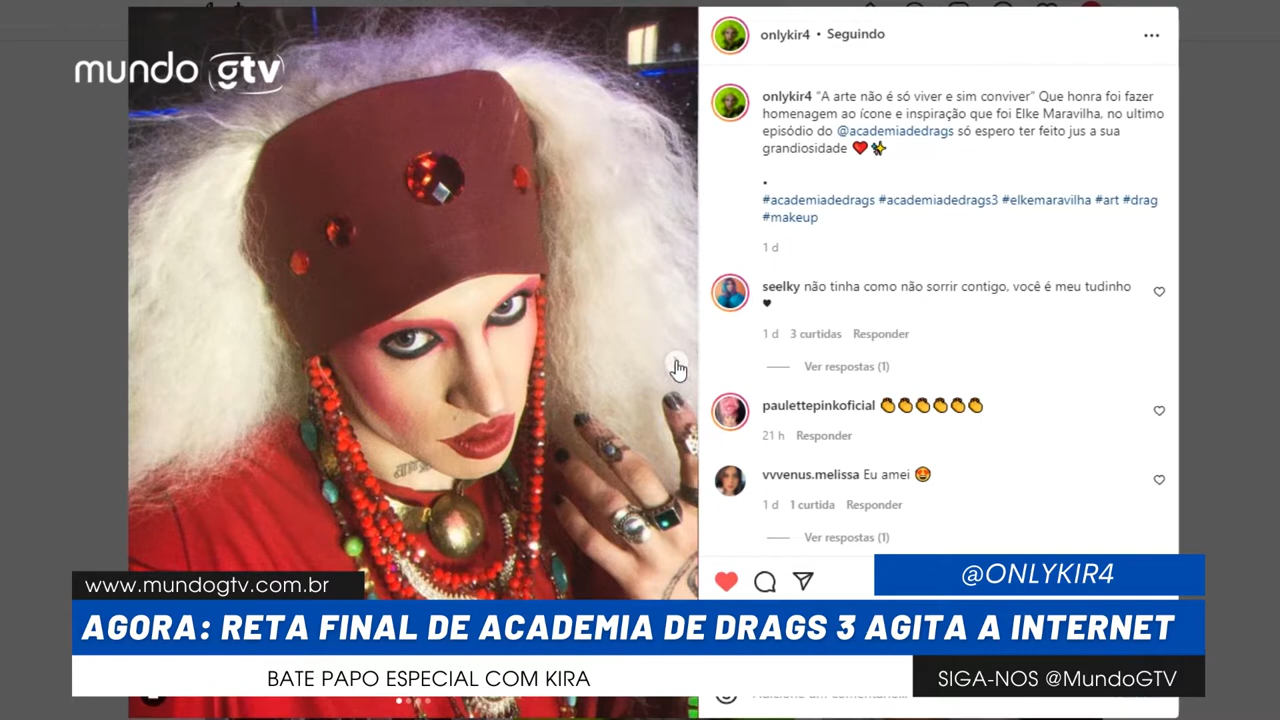 mundo gtv
onlykir4 • Seguindo
onlykir4 "A arte não é só viver e sim conviver" Que honra foi fazer
homenagem ao ícone e inspiração que foi Elke Maravilha, no ultimo
episódio do @academiadedrags só espero ter feito jus a sua
grandiosidade ❤️✨
.
#academiadedrags #academiadedrags3 #elkemaravilha #art #drag
#makeup
1 d
seelky não tinha como não sorrir contigo, você é meu tudinho
♥
1 d 3 curtidas Responder
Ver respostas (1)
paulettepinkoficial 👏👏👏👏👏👏
21 h Responder
vvvenus.melissa Eu amei 🤩
1 d 1 curtida Responder
Ver respostas (1)
www.mundogtv.com.br
@ONLYKIR4
AGORA: RETA FINAL DE ACADEMIA DE DRAGS 3 AGITA A INTERNET
BATE PAPO ESPECIAL COM KIRA
SIGA-NOS @MundoGTV